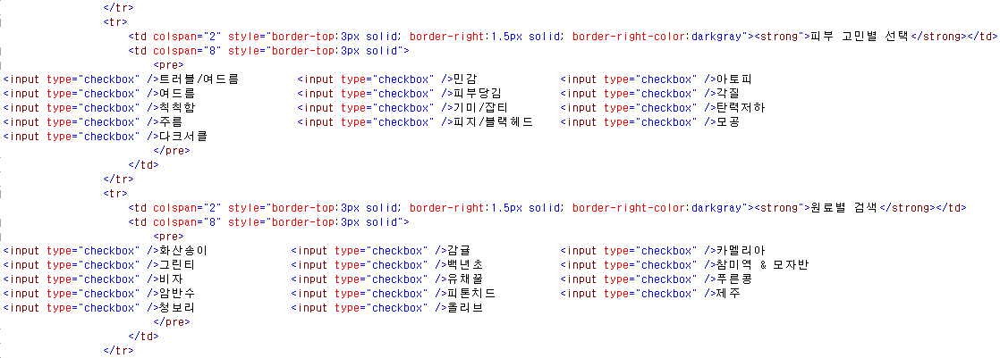 </tr>
<tr>
<td colspan="2" style="border-top:3px solid; border-right:1.5px solid; border-right-color:darkgray"><strong">피부 고민별 선택</strong></td>
<td colspan="8" style="border-top:3px solid">
<pre>
<input type="checkbox" />트러블/여드름 <input type="checkbox" />민감 <input type="checkbox" />아토피
<input type="checkbox" />여드름 <input type="checkbox" />피부당김 <input type="checkbox" />각질
<input type="checkbox" />칙칙함 <input type="checkbox" />기미/잡티 <input type="checkbox" />탄력저하
<input type="checkbox" />주름 <input type="checkbox" />피지/블랙헤드 <input type="checkbox" />모공
<input type="checkbox" />다크서클
</pre>
</td>
</tr>
<tr>
<td colspan="2" style="border-top:3px solid; border-right:1.5px solid; border-right-color:darkgray"><strong">원료별 검색</strong></td>
<td colspan="8" style="border-top:3px solid">
<pre>
<input type="checkbox" />화산송이 <input type="checkbox" />감귤 <input type="checkbox" />카멜리아
<input type="checkbox" />그린티 <input type="checkbox" />백년초 <input type="checkbox" />참미역 & 모자반
<input type="checkbox" />비자 <input type="checkbox" />유채꿀 <input type="checkbox" />푸른콩
<input type="checkbox" />암반수 <input type="checkbox" />피톤치드 <input type="checkbox" />제주
<input type="checkbox" />청보리 <input type="checkbox" />올리브
</pre>
</td>
</tr>